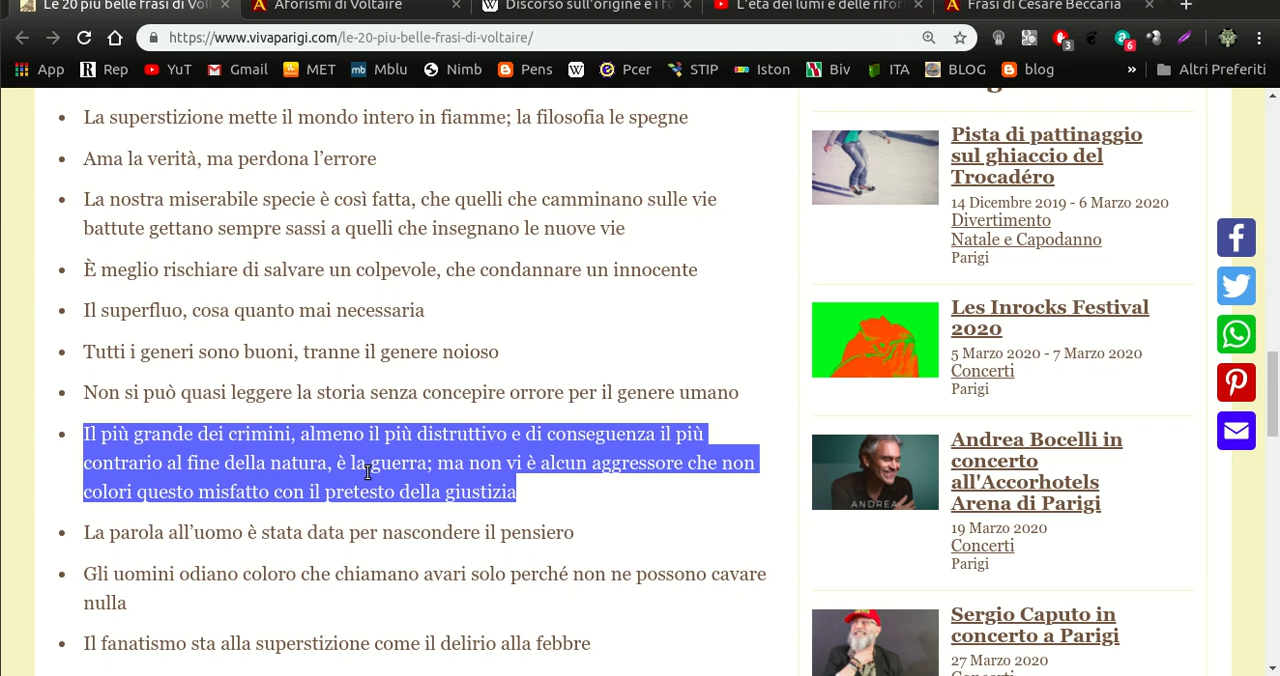 Le 20 più belle frasi di Vol
Aforismi di Voltaire
Discorso sull'origine e i fo
L'età dei lumi e delle rifor
Frasi di Cesare Beccaria
https://www.vivaparigi.com/le-20-piu-belle-frasi-di-voltaire/
3
6
App Rep YuT Gmail MET Mblu Nimb Pens Pcer STIP Iston Biv ITA BLOG blog » Altri Preferiti
La superstizione mette il mondo intero in fiamme; la filosofia le spegne
Ama la verità, ma perdona l'errore
La nostra miserabile specie è così fatta, che quelli che camminano sulle vie
battute gettano sempre sassi a quelli che insegnano le nuove vie
È meglio rischiare di salvare un colpevole, che condannare un innocente
Il superfluo, cosa quanto mai necessaria
Tutti i generi sono buoni, tranne il genere noioso
Non si può quasi leggere la storia senza concepire orrore per il genere umano
Il più grande dei crimini, almeno il più distruttivo e di conseguenza il più
contrario al fine della natura, è la guerra; ma non vi è alcun aggressore che non
colori questo misfatto con il pretesto della giustizia
La parola all'uomo è stata data per nascondere il pensiero
Gli uomini odiano coloro che chiamano avari solo perché non ne possono cavare
nulla
Il fanatismo sta alla superstizione come il delirio alla febbre
Pista di pattinaggio
sul ghiaccio del
Trocadéro
14 Dicembre 2019 - 6 Marzo 2020
Divertimento
Natale e Capodanno
Parigi
Les Inrocks Festival
2020
5 Marzo 2020 - 7 Marzo 2020
Concerti
Parigi
ANDREA
Andrea Bocelli in
concerto
all'Accorhotels
Arena di Parigi
19 Marzo 2020
Concerti
Parigi
Sergio Caputo in
concerto a Parigi
27 Marzo 2020
Concerti